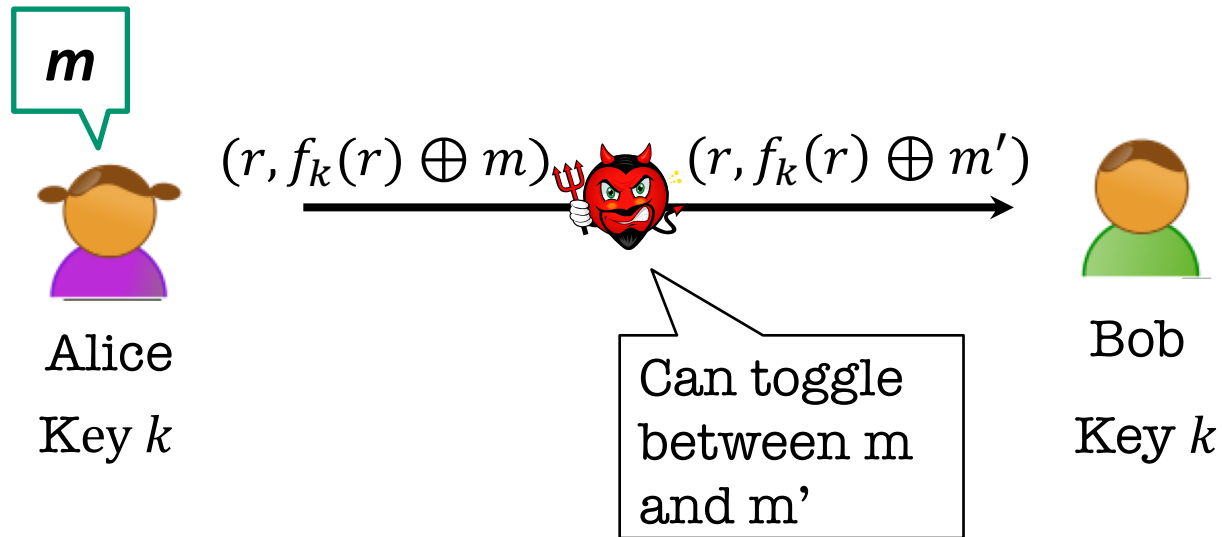 m
(r, f_k(r) ⊕ m)
(r, f_k(r) ⊕ m′)
Alice
Key k
Can toggle
between m
and m’
Bob
Key k